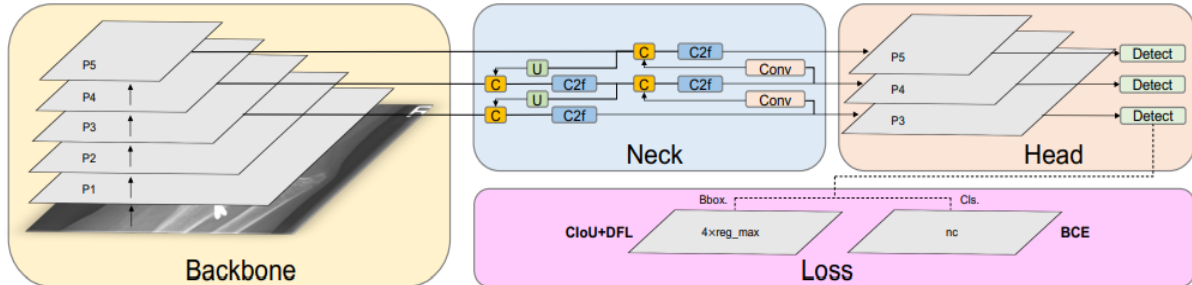 P5
P4
P3
P2
P1
Backbone
C
C2f
U
C
C2f
C
C2f
Conv
U
Conv
C
C2f
Neck
P5
P4
P3
Detect
Detect
Detect
Head
Bbox.
Cls.
CIoU+DFL
4×reg_max
nc
BCE
Loss